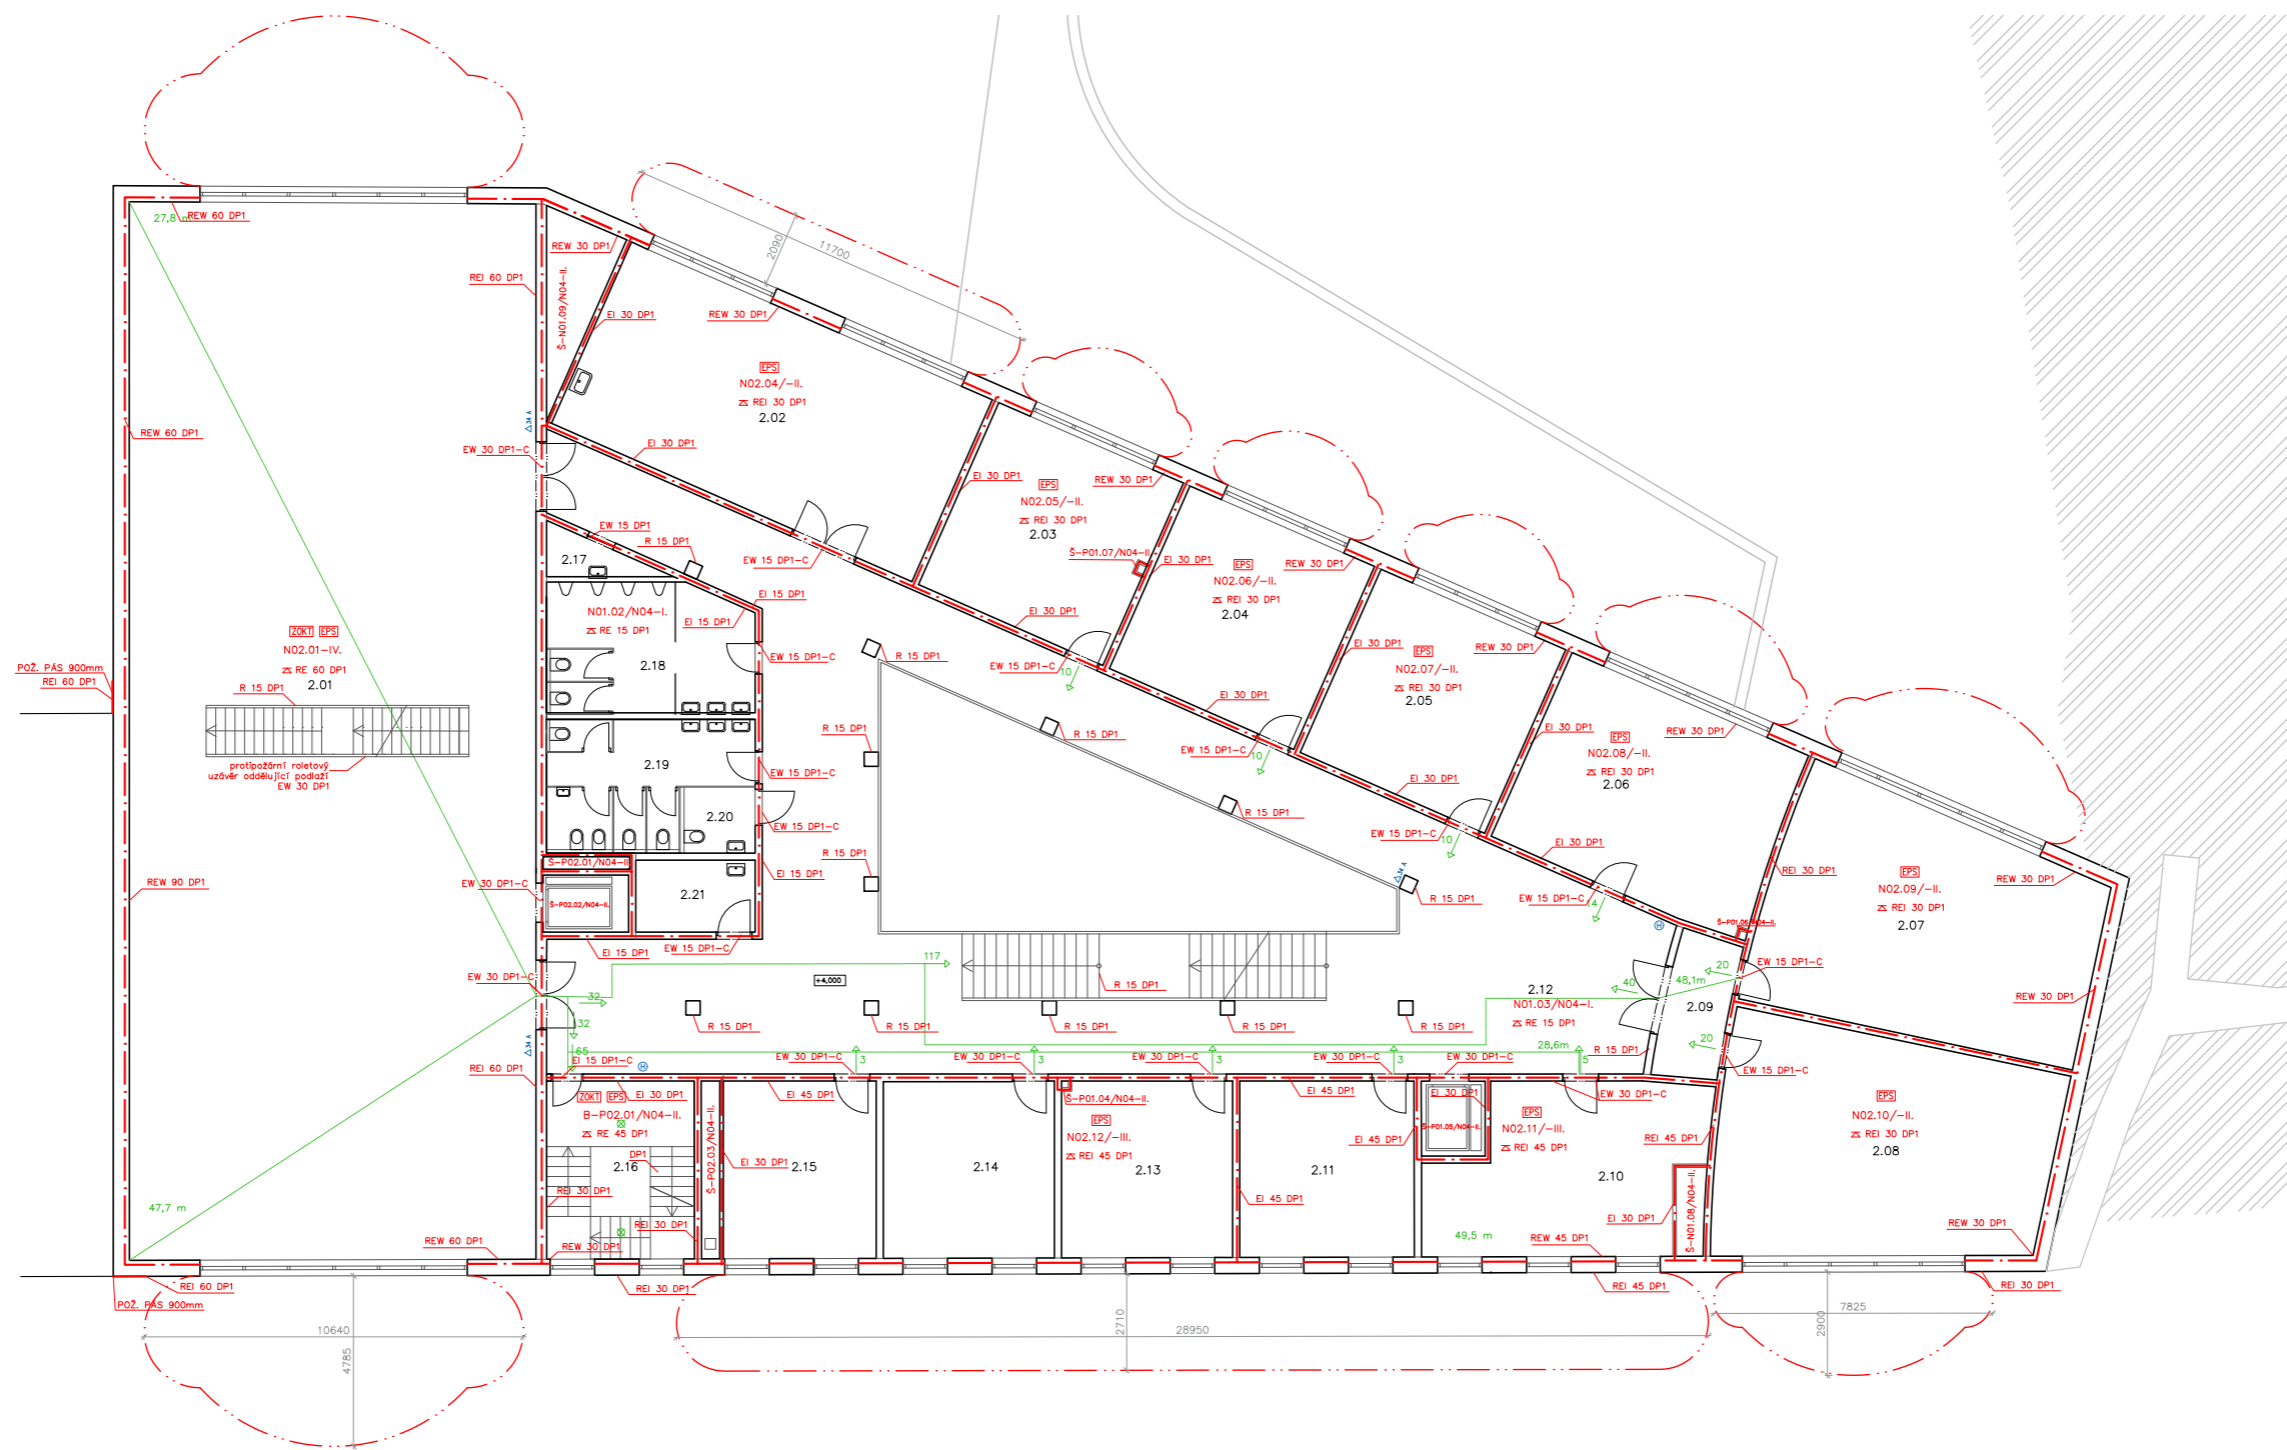 27,8 m
REW 60 DP1
REW 30 DP1
REI 60 DP1
Š-N01.09/N04-II.
EI 30 DP1
2090
11700
REW 30 DP1
EPS
N02.04/-II.
REI 30 DP1
2.02
34 A
REW 60 DP1
EW 30 DP1-C
EI 30 DP1
EW 15 DP1
R 15 DP1
EW 15 DP1-C
EI 30 DP1
EPS
N02.05/-II.
REI 30 DP1
2.03
REW 30 DP1
Š-P01.07/N04-II.
EI 30 DP1
EPS
N02.06/-II.
REI 30 DP1
2.04
REW 30 DP1
2.17
N01.02/N04-I.
RE 15 DP1
EI 15 DP1
EI 15 DP1
2.18
EW 15 DP1-C
EI 30 DP1
EW 15 DP1-C
10
R 15 DP1
EI 30 DP1
EPS
N02.07/-II.
REI 30 DP1
2.05
REW 30 DP1
ZOKT EPS
N02.01-IV.
RE 60 DP1
2.01
R 15 DP1
POŽ. PÁS 900mm
REI 60 DP1
protipožární roletový
uzávěr oddělující podlaží
EW 30 DP1
R 15 DP1
R 15 DP1
EI 30 DP1
EW 15 DP1-C
10
EI 30 DP1
EPS
N02.08/-II.
REI 30 DP1
2.06
REW 30 DP1
2.19
EW 15 DP1-C
2.20
EW 15 DP1-C
R 15 DP1
EI 30 DP1
EW 15 DP1-C
10
EI 30 DP1
R 15 DP1
EI 15 DP1
Š-P02.01/N04-II
REW 90 DP1
EW 30 DP1-C
Š-P02.02/N04-II.
2.21
34 A
R 15 DP1
EW 15 DP1-C
14
REI 30 DP1
EPS
N02.09/-II.
REI 30 DP1
2.07
REW 30 DP1
H
EI 15 DP1
EW 15 DP1-C
EW 30 DP1-C
117
+4,000
R 15 DP1
32
32
65
34 A
R 15 DP1
R 15 DP1
R 15 DP1
R 15 DP1
R 15 DP1
2.12
N01.03/N04-I.
RE 15 DP1
40
20
48,1m
EW 15 DP1-C
2.09
20
REW 30 DP1
R 15 DP1
28,6m
EW 15 DP1-C
EI 15 DP1-C
H
EW 30 DP1-C
3
EW 30 DP1-C
3
EW 30 DP1-C
3
EW 30 DP1-C
3
EW 30 DP1-C
5
REI 60 DP1
ZOKT EPS
B-P02.01/N04-II.
RE 45 DP1
EI 30 DP1
EI 45 DP1
Š-P01.04/N04-II.
EPS
N02.12/-III.
REI 45 DP1
EI 45 DP1
EI 45 DP1
EI 30 DP1
Š-P01.05/N04-II.
EPS
N02.11/-III.
REI 45 DP1
EW 30 DP1-C
REI 45 DP1
EPS
N02.10/-II.
REI 30 DP1
2.08
DP1
2.16
Š-P02.03/N04-II.
EI 30 DP1
2.15
2.14
2.13
2.11
2.10
REI 30 DP1
EI 45 DP1
Š-N01.08/N04-II.
EI 30 DP1
47,7 m
REI 30 DP1
49,5 m
REW 30 DP1
REW 60 DP1
REW 30 DP1
REW 45 DP1
REI 60 DP1
REI 30 DP1
REI 45 DP1
REI 30 DP1
POŽ. PÁS 900mm
10640
4785
2710
28950
7825
2900